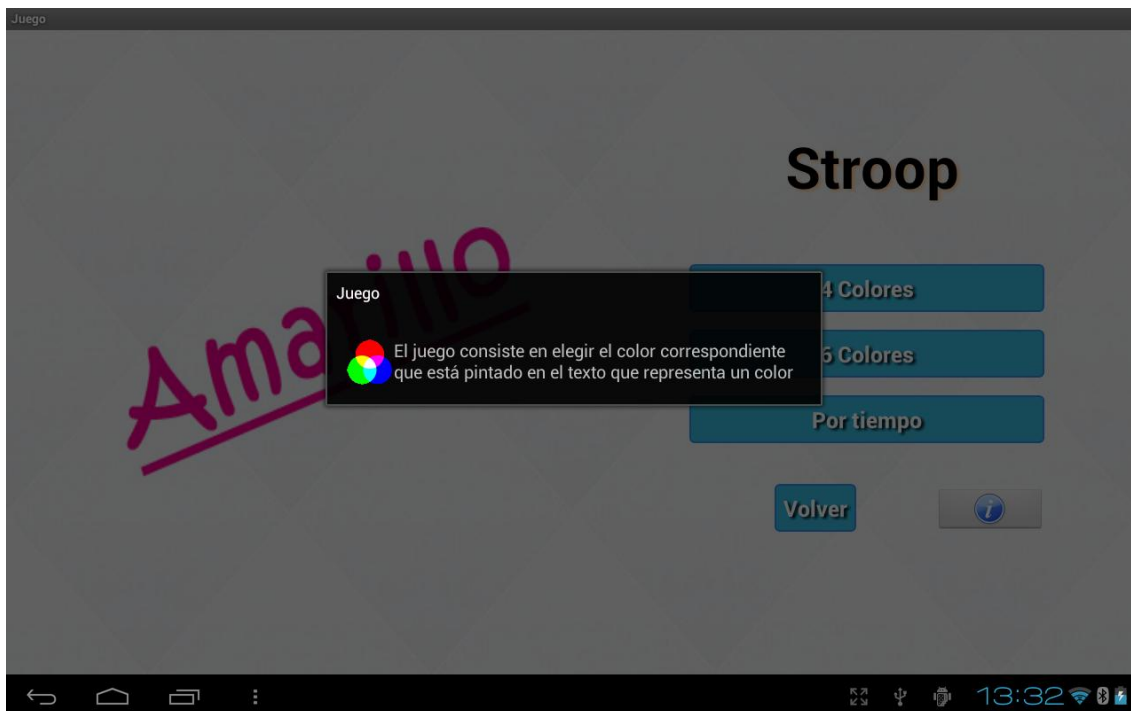 Juego
Stroop
Amarillo
Juego
El juego consiste en elegir el color correspondiente
que está pintado en el texto que representa un color
4 Colores
6 Colores
Por tiempo
Volver
i
13:32